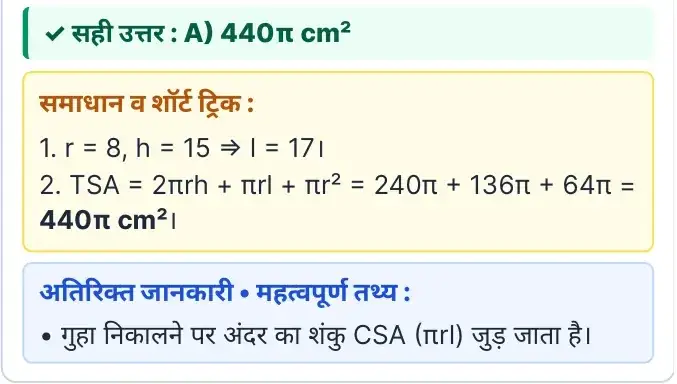 ✓ सही उत्तर : A) 440π cm²
समाधान व शॉर्ट ट्रिक :
1. r = 8, h = 15 ⇒ l = 17।
2. TSA = 2πrh + πrl + πr² = 240π + 136π + 64π =
440π cm²।
अतिरिक्त जानकारी • महत्वपूर्ण तथ्य :
• गुहा निकालने पर अंदर का शंकु CSA (πrl) जुड़ जाता है।